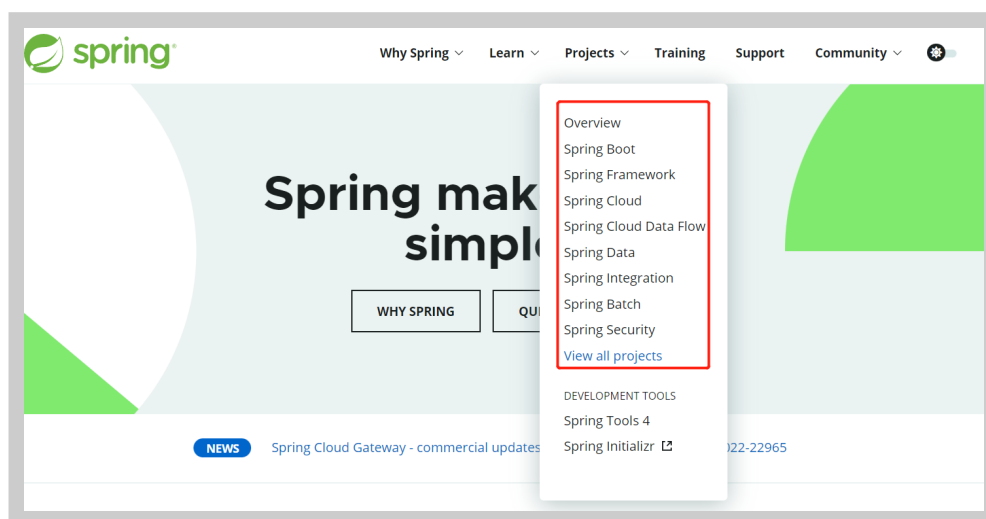 spring
Why Spring
Learn
Projects
Training
Support
Community
Overview
Spring Boot
Spring Framework
Spring Cloud
Spring Cloud Data Flow
Spring Data
Spring Integration
Spring Batch
Spring Security
View all projects
DEVELOPMENT TOOLS
Spring Tools 4
Spring Initializr
Spring mak
simpl
WHY SPRING
QU
NEWS
Spring Cloud Gateway - commercial updates
022-22965